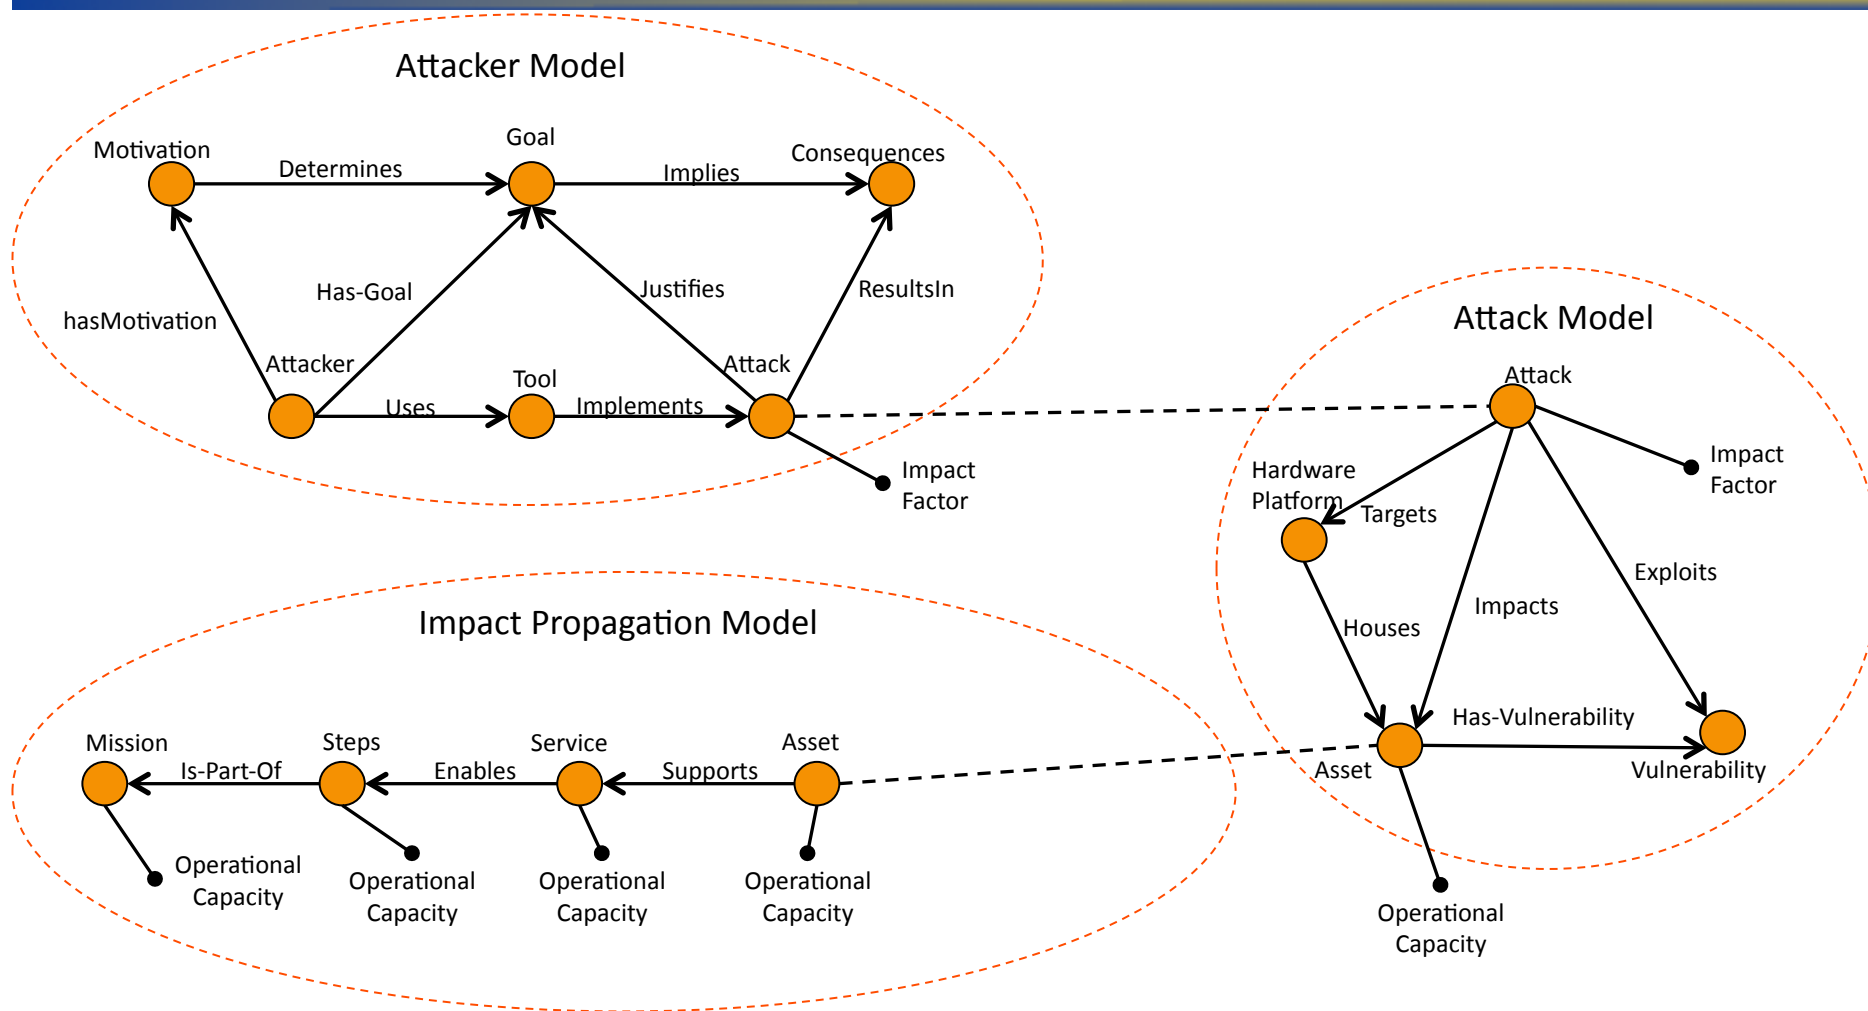 Attacker Model
Motivation
Determines
Goal
Implies
Consequences
hasMotivation
Has-Goal
Justifies
ResultsIn
Attacker
Uses
Tool
Implements
Attack
Impact
Factor
Attack Model
Attack
Impact
Factor
Hardware
Platform
Targets
Exploits
Impacts
Houses
Has-Vulnerability
Asset
Vulnerability
Operational
Capacity
Impact Propagation Model
Mission
Is-Part-Of
Steps
Enables
Service
Supports
Asset
Operational
Capacity
Operational
Capacity
Operational
Capacity
Operational
Capacity